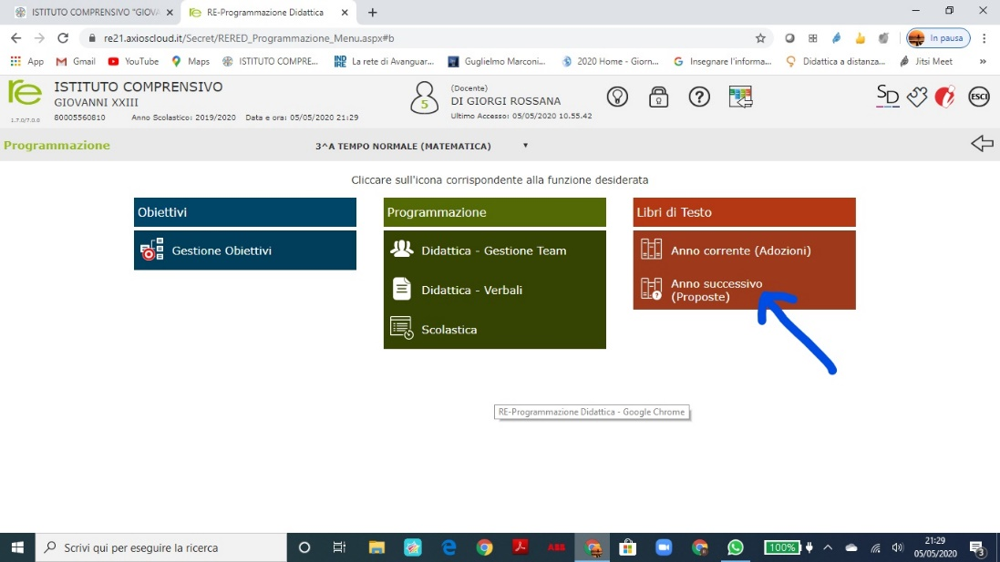 ISTITUTO COMPRENSIVO "GIOVA
RE-Programmazione Didattica
re21.axioscloud.it/Secret/RERED_Programmazione_Menu.aspx#b
In pausa
App
Gmail
YouTube
Maps
ISTITUTO COMPRE...
INDIRE
La rete di Avanguar...
Guglielmo Marconi...
2020 Home - Giorn...
Insegnare l'informa...
Didattica a distanza...
Jitsi Meet
»
re
1.7.0/7.0.0
ISTITUTO COMPRENSIVO
GIOVANNI XXIII
80005560810 Anno Scolastico: 2019/2020 Data e ora: 05/05/2020 21:29
5
(Docente)
DI GIORGI ROSSANA
Ultimo Accesso: 05/05/2020 10.55.42
SD
ESCI
Programmazione
3^A TEMPO NORMALE (MATEMATICA)
Cliccare sull'icona corrispondente alla funzione desiderata
Obiettivi
Gestione Obiettivi
Programmazione
Didattica - Gestione Team
Didattica - Verbali
Scolastica
Libri di Testo
Anno corrente (Adozioni)
Anno successivo
(Proposte)
RE-Programmazione Didattica - Google Chrome
Scrivi qui per eseguire la ricerca
ABB
100%
21:29
05/05/2020
3